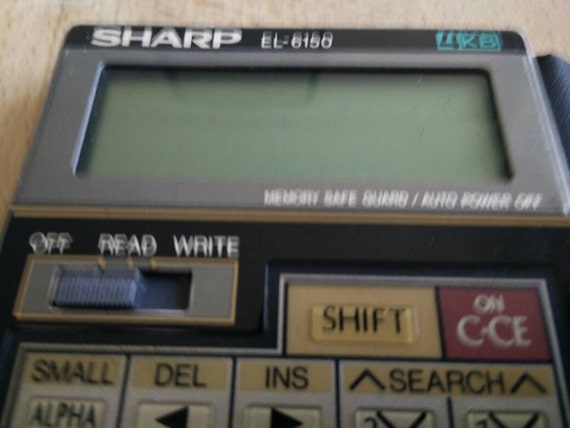 SHARP EL-6150 4KB
MEMORY SAFE GUARD / AUTO POWER OFF
OFF READ WRITE
SHIFT
ON
C·CE
SMALL DEL INS SEARCH
ALPHA